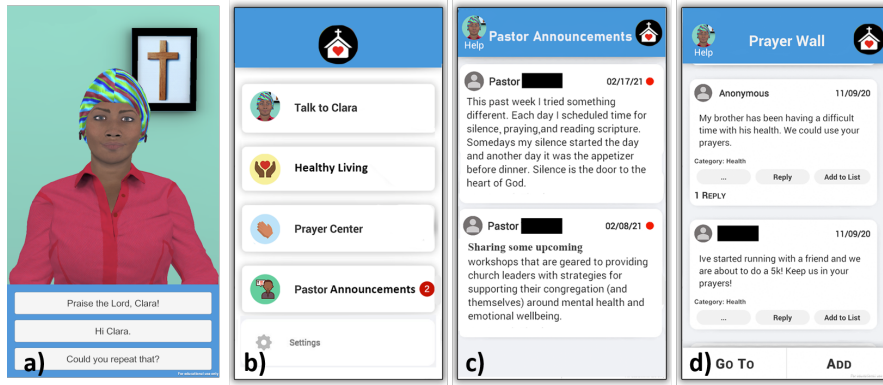 Praise the Lord, Clara!
Hi Clara.
Could you repeat that?
For educational use only
a)
Talk to Clara
Healthy Living
Prayer Center
Pastor Announcements 2
Settings
b)
Help
Pastor Announcements
Pastor 02/17/21
This past week I tried something
different. Each day I scheduled time for
silence, praying,and reading scripture.
Somedays my silence started the day
and another day it was the appetizer
before dinner. Silence is the door to the
heart of God.
Pastor 02/08/21
Sharing some upcoming
workshops that are geared to providing
church leaders with strategies for
supporting their congregation (and
themselves) around mental health and
emotional wellbeing.
c)
Help
Prayer Wall
Anonymous 11/09/20
My brother has been having a difficult
time with his health. We could use your
prayers.
Category: Health
... Reply Add to List
1 REPLY
11/09/20
Ive started running with a friend and we
are about to do a 5k! Keep us in your
prayers!
Category: Health
... Reply Add to List
d)
GO TO ADD
For educational use only